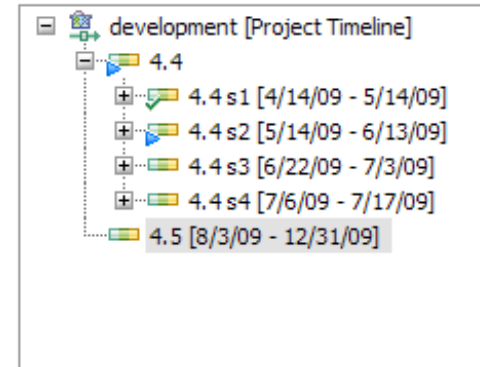 development [Project Timeline]
4.4
4.4 s1 [4/14/09 - 5/14/09]
4.4 s2 [5/14/09 - 6/13/09]
4.4 s3 [6/22/09 - 7/3/09]
4.4 s4 [7/6/09 - 7/17/09]
4.5 [8/3/09 - 12/31/09]